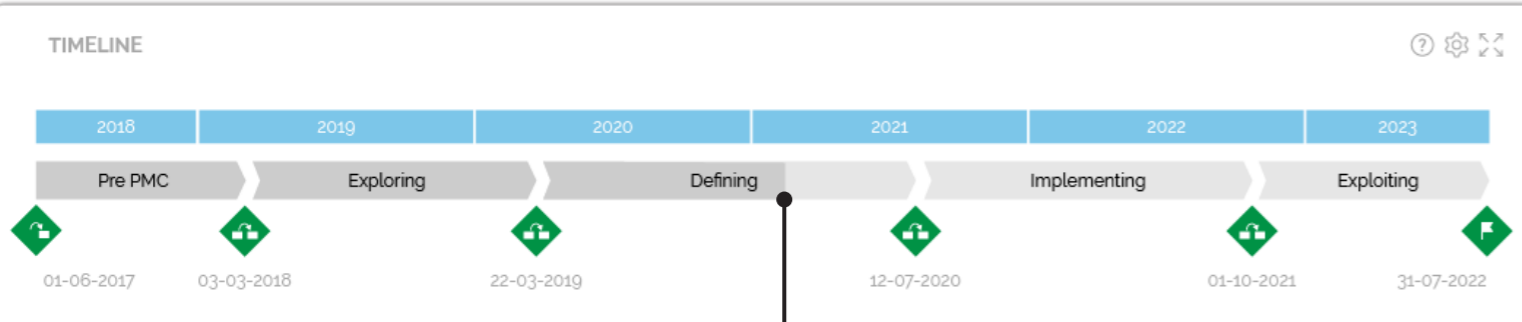 TIMELINE
2018 2019 2020 2021 2022 2023
Pre PMC Exploring Defining Implementing Exploiting
01-06-2017 03-03-2018 22-03-2019 12-07-2020 01-10-2021 31-07-2022